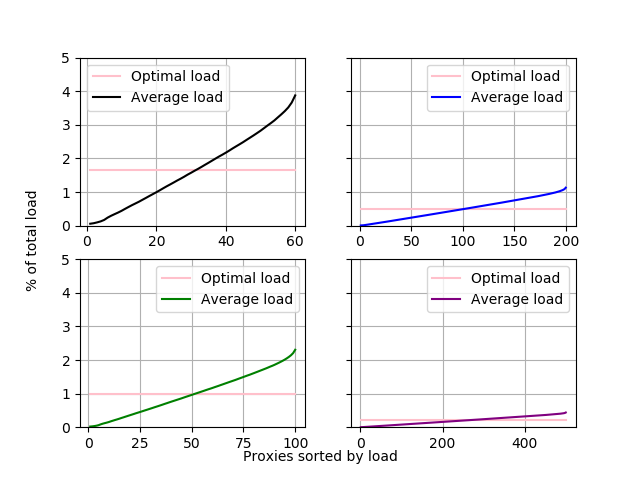 5
4
3
2
1
0
Optimal load
Average load
0 20 40 60
Optimal load
Average load
0 50 100 150 200
% of total load
5
4
3
2
1
0
Optimal load
Average load
0 25 50 75 100
Optimal load
Average load
0 200 400
Proxies sorted by load